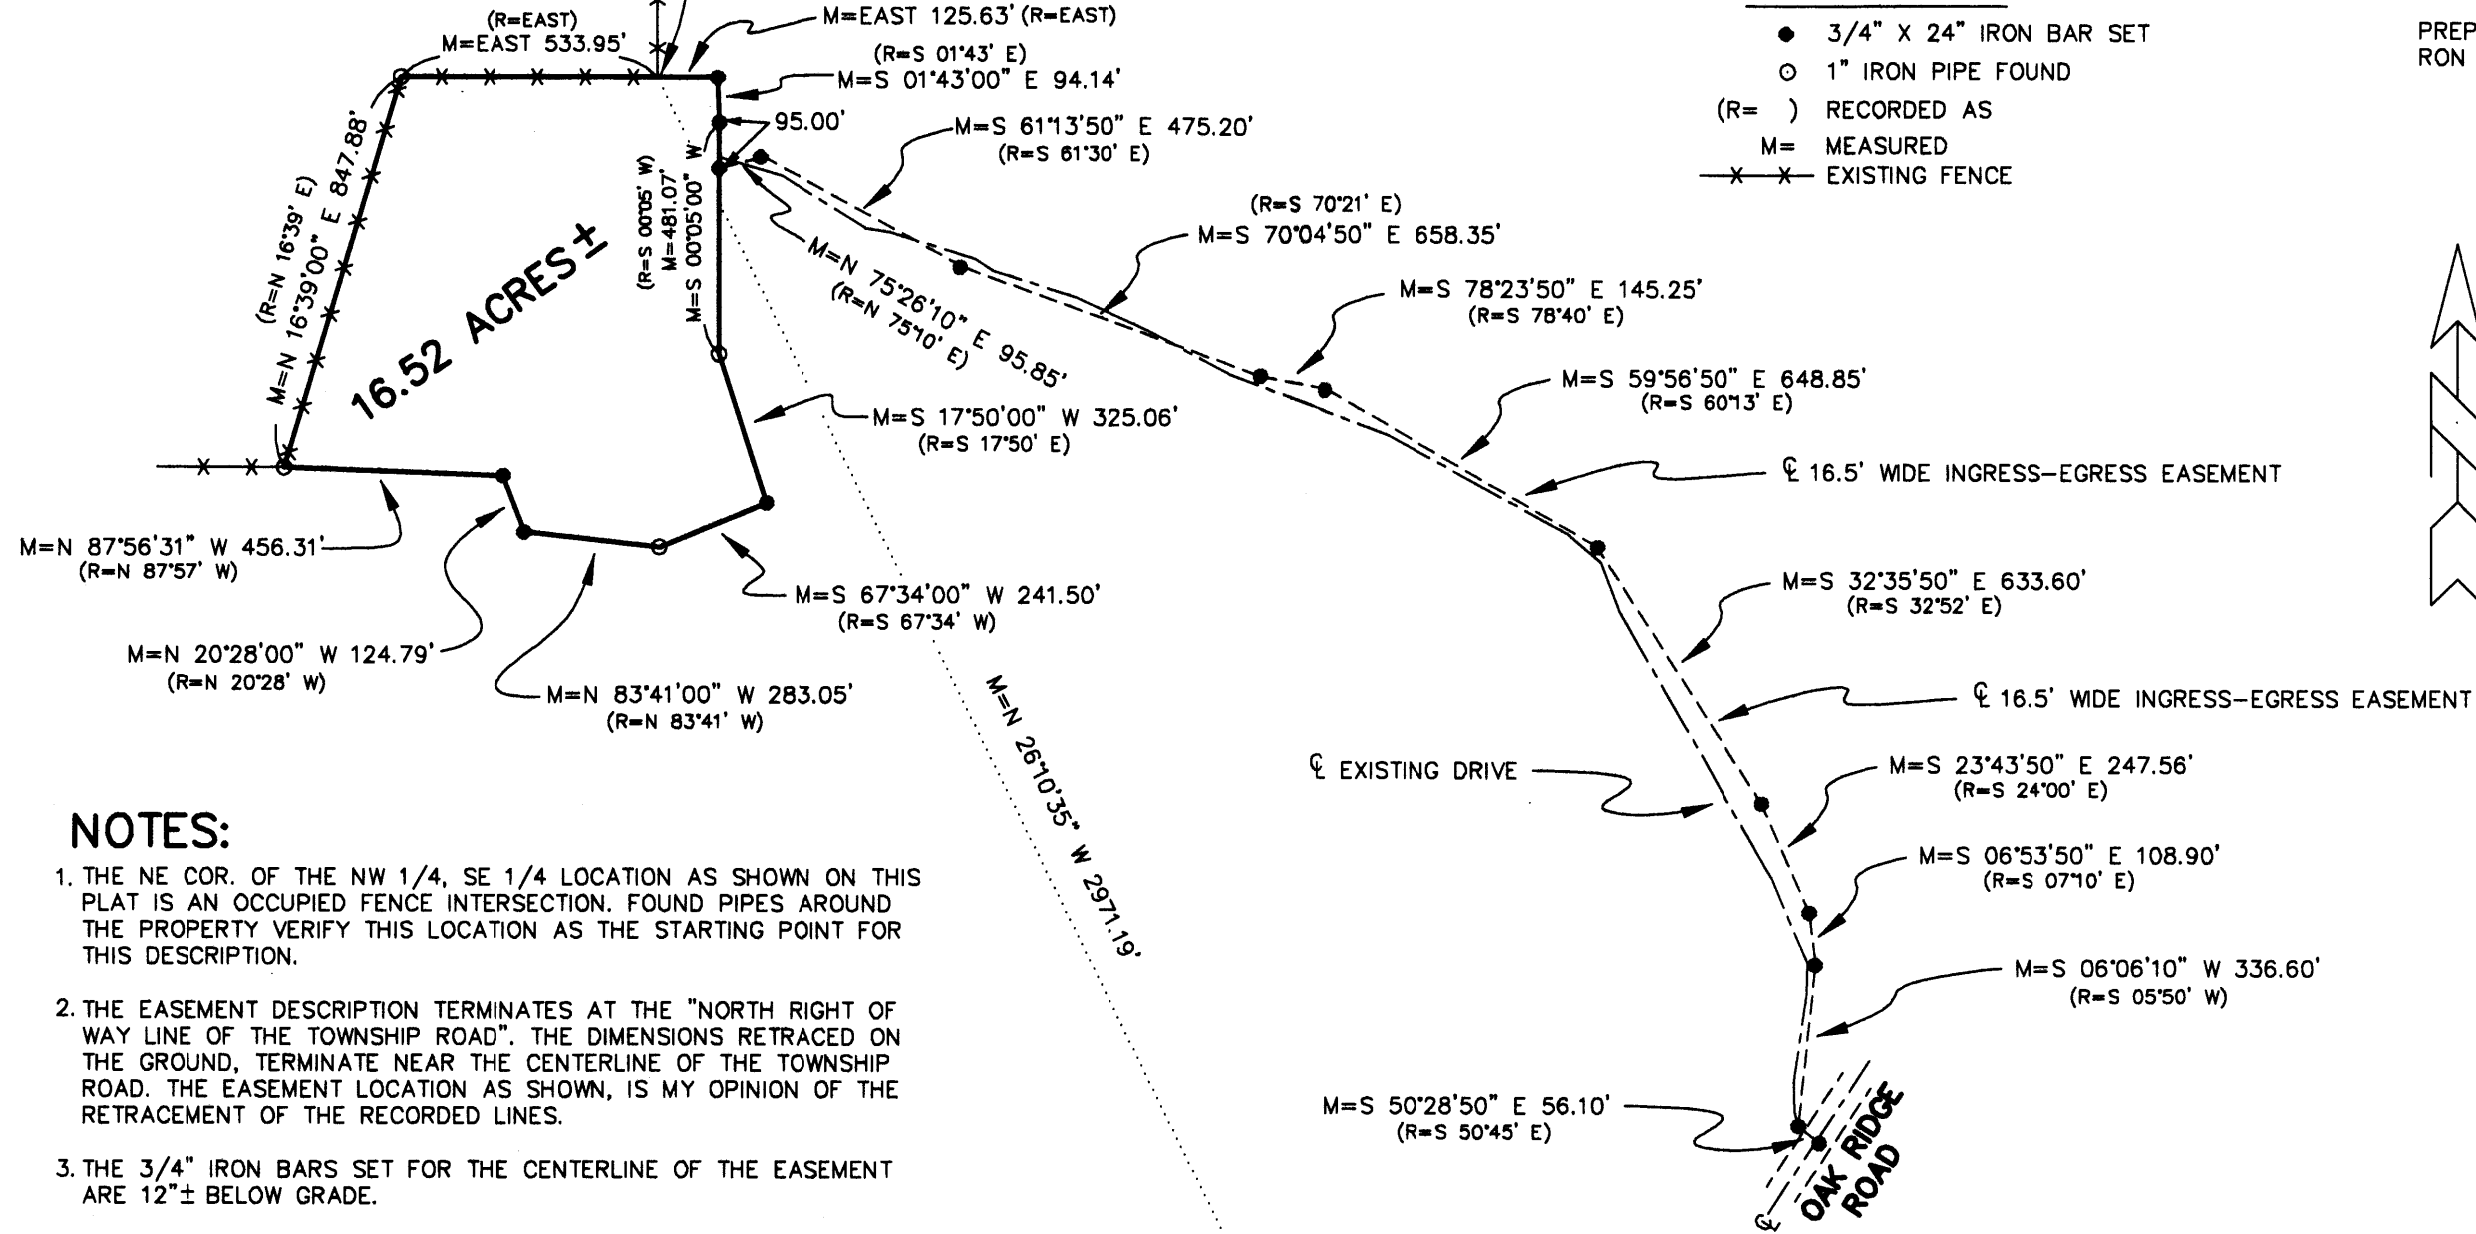 (R=EAST)
M=EAST 533.95'
M=EAST 125.63' (R=EAST)
(R=S 01°43' E)
M=S 01°43'00" E 94.14'
95.00'
M=S 61°13'50" E 475.20'
(R=S 61°30' E)
3/4" X 24" IRON BAR SET
1" IRON PIPE FOUND
(R= ) RECORDED AS
M= MEASURED
EXISTING FENCE
PREP
RON
(R=N 16°39' E)
M=N 16°39'00" E 847.88'
16.52 ACRES±
(R=S 00°05' W)
M=481.07'
M=S 00°05'00" W
M=N 75°26'10" E 95.85'
(R=N 75°10' E)
(R=S 70°21' E)
M=S 70°04'50" E 658.35'
M=S 78°23'50" E 145.25'
(R=S 78°40' E)
M=S 59°56'50" E 648.85'
(R=S 60°13' E)
M=S 17°50'00" W 325.06'
(R=S 17°50' E)
℄ 16.5' WIDE INGRESS-EGRESS EASEMENT
M=N 87°56'31" W 456.31'
(R=N 87°57' W)
M=S 67°34'00" W 241.50'
(R=S 67°34' W)
M=S 32°35'50" E 633.60'
(R=S 32°52' E)
M=N 20°28'00" W 124.79'
(R=N 20°28' W)
M=N 83°41'00" W 283.05'
(R=N 83°41' W)
M=N 26°10'35" W 2971.19'
℄ 16.5' WIDE INGRESS-EGRESS EASEMENT
℄ EXISTING DRIVE
M=S 23°43'50" E 247.56'
(R=S 24°00' E)
M=S 06°53'50" E 108.90'
(R=S 07°10' E)
M=S 06°06'10" W 336.60'
(R=S 05°50' W)
M=S 50°28'50" E 56.10'
(R=S 50°45' E)
OAK RIDGE
ROAD
℄
NOTES:
1. THE NE COR. OF THE NW 1/4, SE 1/4 LOCATION AS SHOWN ON THIS
PLAT IS AN OCCUPIED FENCE INTERSECTION. FOUND PIPES AROUND
THE PROPERTY VERIFY THIS LOCATION AS THE STARTING POINT FOR
THIS DESCRIPTION.
2. THE EASEMENT DESCRIPTION TERMINATES AT THE "NORTH RIGHT OF
WAY LINE OF THE TOWNSHIP ROAD". THE DIMENSIONS RETRACED ON
THE GROUND, TERMINATE NEAR THE CENTERLINE OF THE TOWNSHIP
ROAD. THE EASEMENT LOCATION AS SHOWN, IS MY OPINION OF THE
RETRACEMENT OF THE RECORDED LINES.
3. THE 3/4" IRON BARS SET FOR THE CENTERLINE OF THE EASEMENT
ARE 12"± BELOW GRADE.